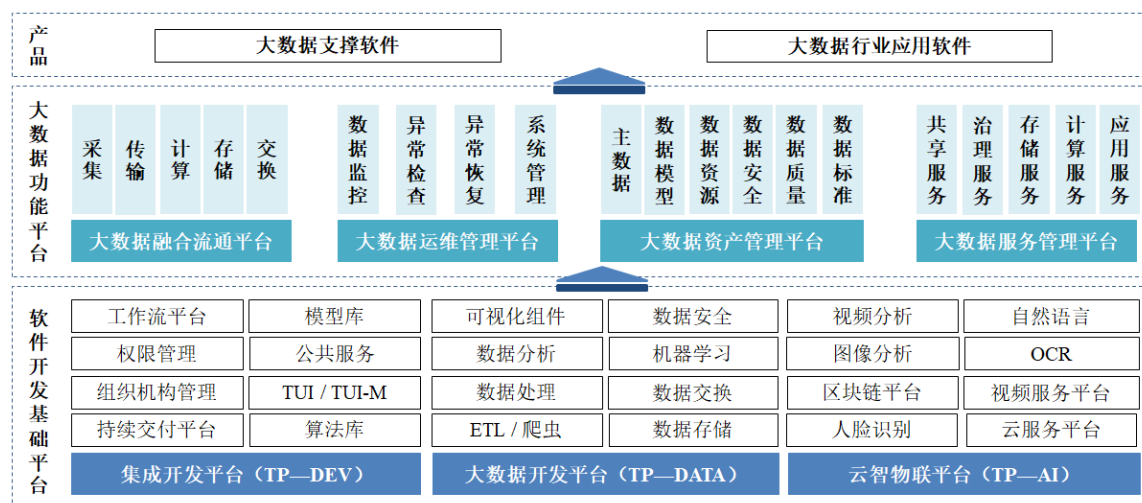 产品
大数据支撑软件
大数据行业应用软件
大数据功能平台
采集
传输
计算
存储
交换
数据监控
异常检查
异常恢复
系统管理
主数据
数据模型
数据资源
数据安全
数据质量
数据标准
共享服务
治理服务
存储服务
计算服务
应用服务
大数据融合流通平台
大数据运维管理平台
大数据资产管理平台
大数据服务管理平台
软件开发基础平台
工作流平台
模型库
可视化组件
数据安全
视频分析
自然语言
权限管理
公共服务
数据分析
机器学习
图像分析
OCR
组织机构管理
TUI / TUI-M
数据处理
数据交换
区块链平台
视频服务平台
持续交付平台
算法库
ETL / 爬虫
数据存储
人脸识别
云服务平台
集成开发平台（TP—DEV）
大数据开发平台（TP—DATA）
云智物联平台（TP—AI）